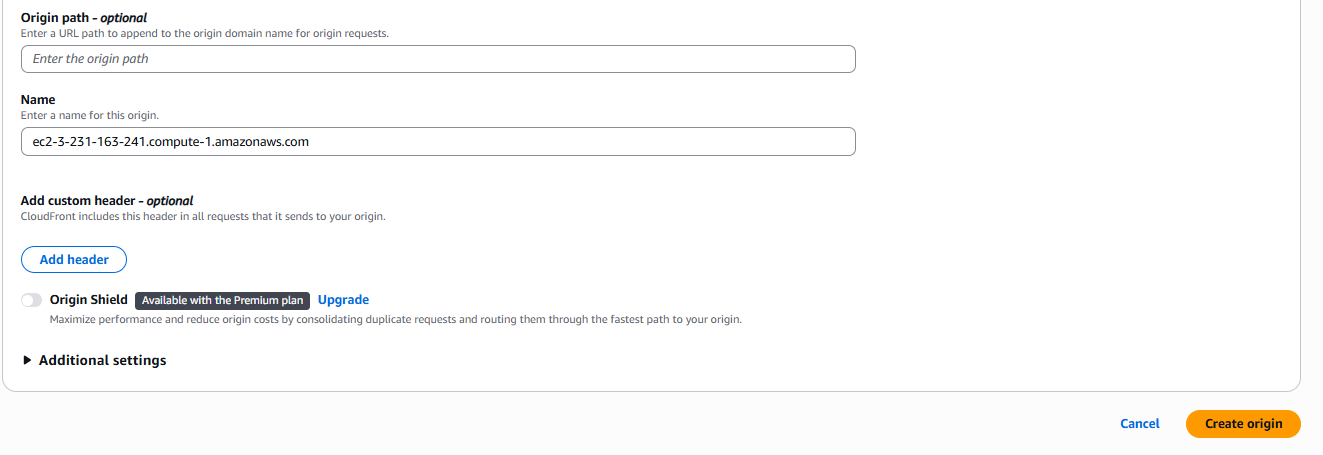 Origin path - optional
Enter a URL path to append to the origin domain name for origin requests.
Enter the origin path
Name
Enter a name for this origin.
ec2-3-231-163-241.compute-1.amazonaws.com
Add custom header - optional
CloudFront includes this header in all requests that it sends to your origin.
Add header
Origin Shield Available with the Premium plan Upgrade
Maximize performance and reduce origin costs by consolidating duplicate requests and routing them through the fastest path to your origin.
Additional settings
Cancel Create origin